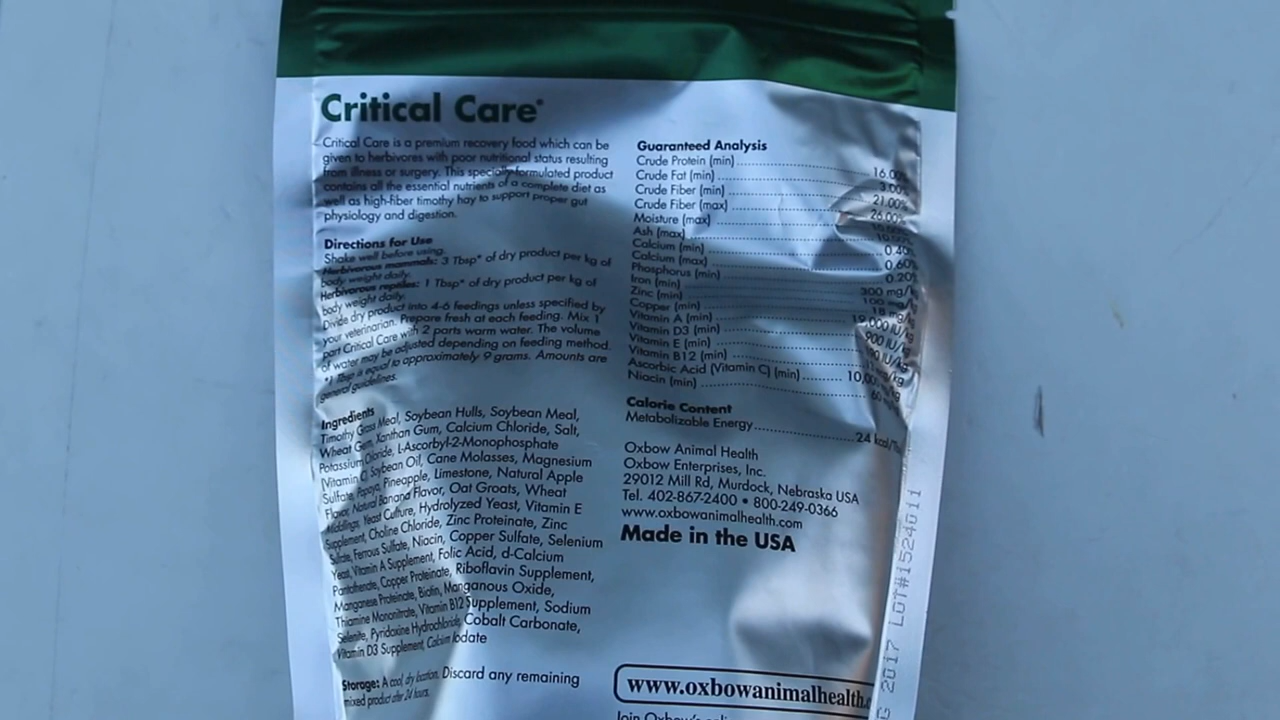 Critical Care®
Critical Care is a premium recovery food which can be
given to herbivores with poor nutritional status resulting
from illness or surgery. This specially formulated product
contains all the essential nutrients of a complete diet as
well as high-fiber timothy hay to support proper gut
physiology and digestion.
Directions for Use
Shake well before using.
Herbivorous mammals: 3 Tbsp* of dry product per kg of
body weight daily.
Herbivorous reptiles: 1 Tbsp* of dry product per kg of
body weight daily.
Divide dry product into 4-6 feedings unless specified by
your veterinarian. Prepare fresh at each feeding. Mix 1
part Critical Care with 2 parts warm water. The volume
of water may be adjusted depending on feeding method.
*1 Tbsp is equal to approximately 9 grams. Amounts are
general guidelines.
Ingredients
Timothy Grass Meal, Soybean Hulls, Soybean Meal,
Wheat Germ, Xanthan Gum, Calcium Chloride, Salt,
Potassium Chloride, L-Ascorbyl-2-Monophosphate
(Vitamin C), Soybean Oil, Cane Molasses, Magnesium
Sulfate, Papaya, Pineapple, Limestone, Natural Apple
Flavor, Natural Banana Flavor, Oat Groats, Wheat
Middlings, Yeast Culture, Hydrolyzed Yeast, Vitamin E
Supplement, Choline Chloride, Zinc Proteinate, Zinc
Sulfate, Ferrous Sulfate, Niacin, Copper Sulfate, Selenium
Yeast, Vitamin A Supplement, Folic Acid, d-Calcium
Pantothenate, Copper Proteinate, Riboflavin Supplement,
Manganese Proteinate, Biotin, Manganous Oxide,
Thiamine Mononitrate, Vitamin B12 Supplement, Sodium
Selenite, Pyridoxine Hydrochloride, Cobalt Carbonate,
Vitamin D3 Supplement, Calcium Iodate
Storage: A cool, dry location. Discard any remaining
mixed product after 24 hours.
Guaranteed Analysis
Crude Protein (min) 16.00%
Crude Fat (min) 3.00%
Crude Fiber (min) 21.00%
Crude Fiber (max) 26.00%
Moisture (max)
Ash (max) 10.00%
Calcium (min) 0.40%
Calcium (max) 0.60%
Phosphorus (min) 0.20%
Iron (min) 300 mg/kg
Zinc (min) 100 mg/kg
Copper (min) 18 mg/kg
Vitamin A (min) 19,000 IU/kg
Vitamin D3 (min) 900 IU/kg
Vitamin E (min) IU/kg
Vitamin B12 (min)
Ascorbic Acid (Vitamin C) (min)
Niacin (min)
Calorie Content
Metabolizable Energy 24 kcal/
Oxbow Animal Health
Oxbow Enterprises, Inc.
29012 Mill Rd, Murdock, Nebraska USA
Tel. 402-867-2400 • 800-249-0366
www.oxbowanimalhealth.com
Made in the USA
www.oxbowanimalhealth.c
Join Oxbow's
2017 LOT#1524011